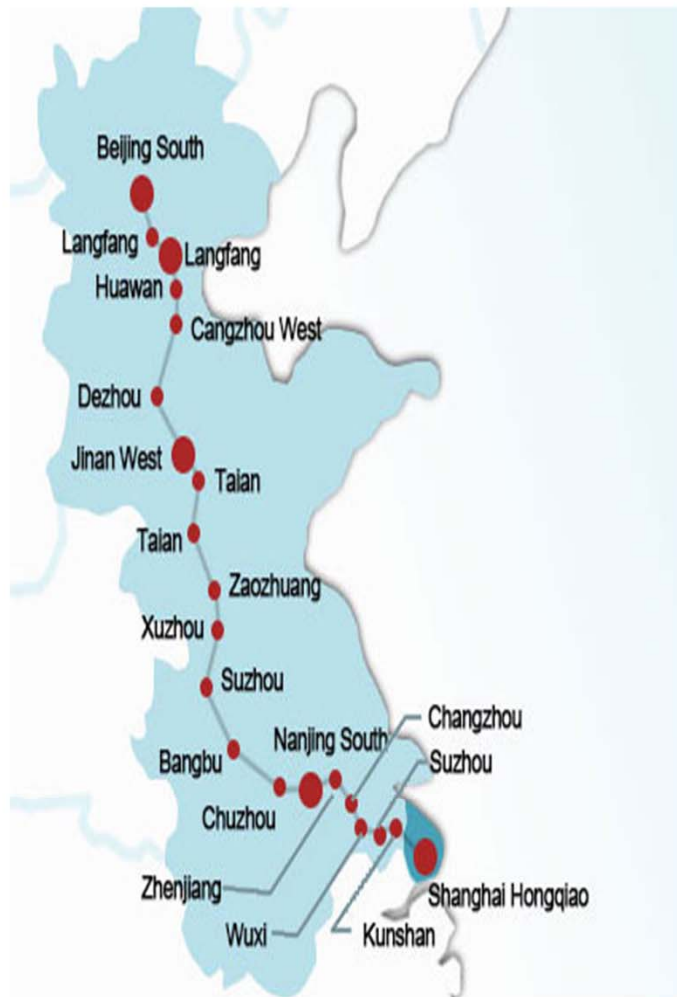 Beijing South
Langfang
Langfang
Huawan
Cangzhou West
Dezhou
Jinan West
Taian
Taian
Zaozhuang
Xuzhou
Suzhou
Changzhou
Nanjing South
Bangbu
Suzhou
Chuzhou
Zhenjiang
Shanghai Hongqiao
Wuxi
Kunshan